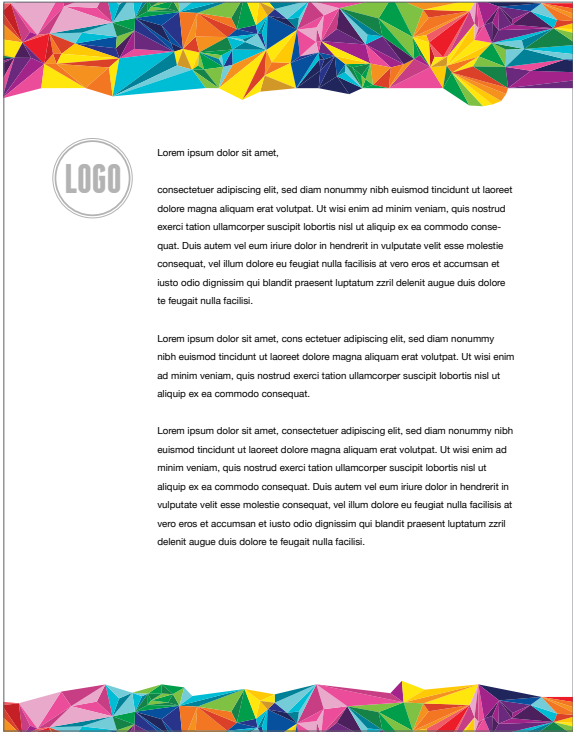 LOGO
Lorem ipsum dolor sit amet,
consectetuer adipiscing elit, sed diam nonummy nibh euismod tincidunt ut laoreet
dolore magna aliquam erat volutpat. Ut wisi enim ad minim veniam, quis nostrud
exerci tation ullamcorper suscipit lobortis nisl ut aliquip ex ea commodo conse-
quat. Duis autem vel eum iriure dolor in hendrerit in vulputate velit esse molestie
consequat, vel illum dolore eu feugiat nulla facilisis at vero eros et accumsan et
iusto odio dignissim qui blandit praesent luptatum zzril delenit augue duis dolore
te feugait nulla facilisi.
Lorem ipsum dolor sit amet, cons ectetuer adipiscing elit, sed diam nonummy
nibh euismod tincidunt ut laoreet dolore magna aliquam erat volutpat. Ut wisi enim
ad minim veniam, quis nostrud exerci tation ullamcorper suscipit lobortis nisl ut
aliquip ex ea commodo consequat.
Lorem ipsum dolor sit amet, consectetuer adipiscing elit, sed diam nonummy nibh
euismod tincidunt ut laoreet dolore magna aliquam erat volutpat. Ut wisi enim ad
minim veniam, quis nostrud exerci tation ullamcorper suscipit lobortis nisl ut
aliquip ex ea commodo consequat. Duis autem vel eum iriure dolor in hendrerit in
vulputate velit esse molestie consequat, vel illum dolore eu feugiat nulla facilisis at
vero eros et accumsan et iusto odio dignissim qui blandit praesent luptatum zzril
delenit augue duis dolore te feugait nulla facilisi.